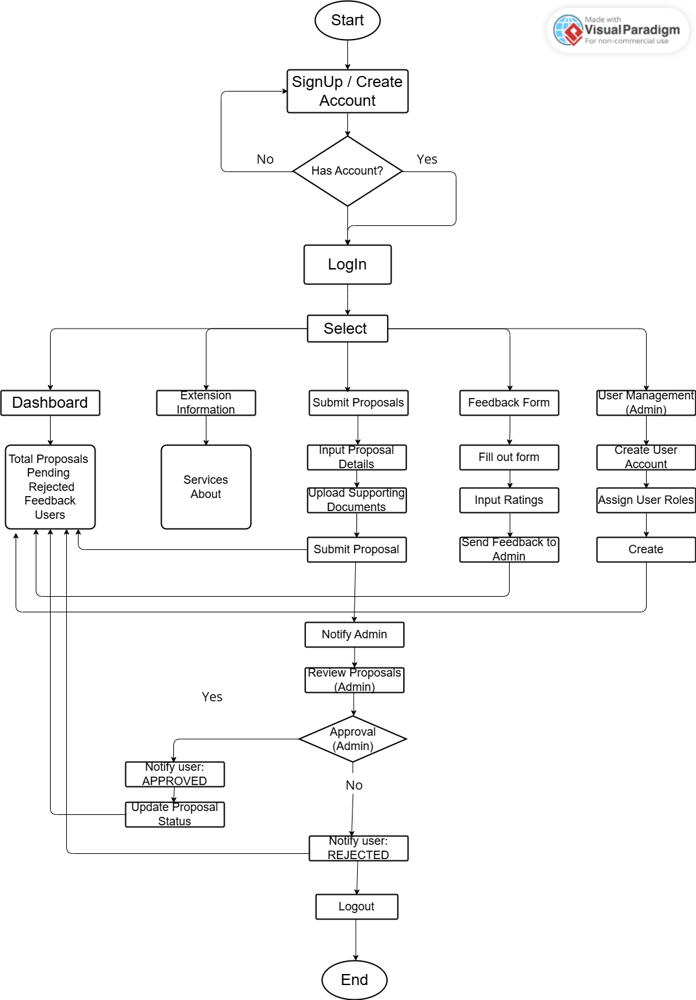 Start
Made with
Visual Paradigm
For non-commercial use
SignUp / Create
Account
No
Yes
Has Account?
LogIn
Select
Dashboard
Extension
Information
Submit Proposals
Feedback Form
User Management
(Admin)
Total Proposals
Pending
Rejected
Feedback
Users
Services
About
Input Proposal
Details
Fill out form
Create User
Account
Upload Supporting
Documents
Input Ratings
Assign User Roles
Submit Proposal
Send Feedback to
Admin
Create
Notify Admin
Review Proposals
(Admin)
Yes
Approval
(Admin)
Notify user:
APPROVED
No
Update Proposal
Status
Notify user:
REJECTED
Logout
End